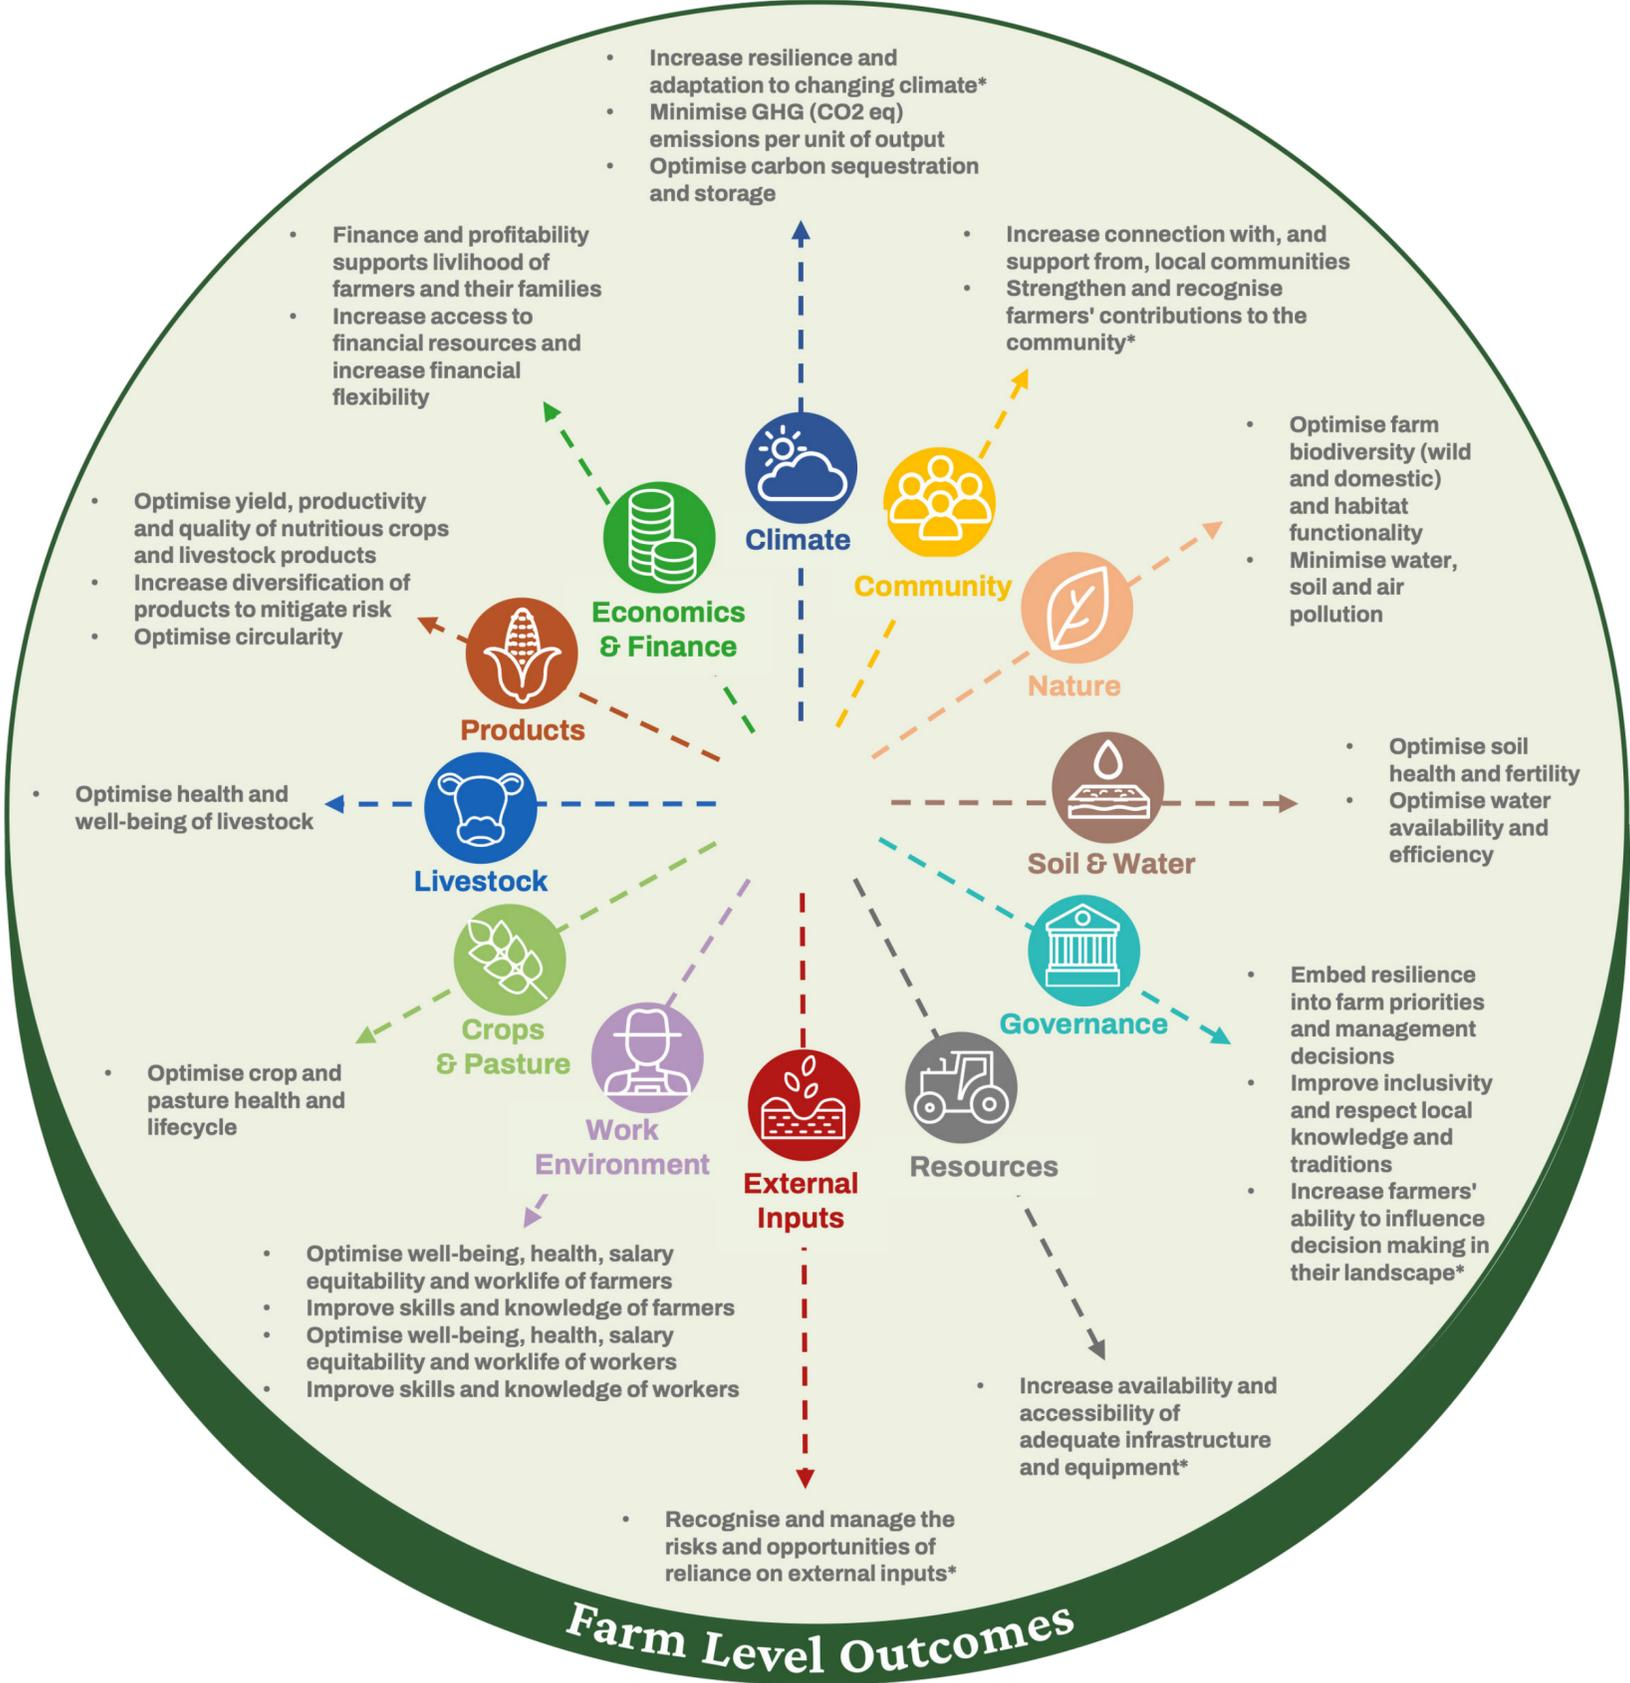 • Increase resilience and
adaptation to changing climate*
• Minimise GHG (CO2 eq)
emissions per unit of output
• Optimise carbon sequestration
and storage
Climate
• Increase connection with, and
support from, local communities
• Strengthen and recognise
farmers' contributions to the
community*
Community
• Optimise farm
biodiversity (wild
and domestic)
and habitat
functionality
• Minimise water,
soil and air
pollution
Nature
• Optimise soil
health and fertility
• Optimise water
availability and
efficiency
Soil & Water
• Embed resilience
into farm priorities
and management
decisions
• Improve inclusivity
and respect local
knowledge and
traditions
• Increase farmers'
ability to influence
decision making in
their landscape*
Governance
Resources
• Increase availability and
accessibility of
adequate infrastructure
and equipment*
External
Inputs
• Recognise and manage the
risks and opportunities of
reliance on external inputs*
Work
Environment
• Optimise well-being, health, salary
equitability and worklife of farmers
• Improve skills and knowledge of farmers
• Optimise well-being, health, salary
equitability and worklife of workers
• Improve skills and knowledge of workers
Crops
& Pasture
• Optimise crop and
pasture health and
lifecycle
Livestock
• Optimise health and
well-being of livestock
Products
• Optimise yield, productivity
and quality of nutritious crops
and livestock products
• Increase diversification of
products to mitigate risk
• Optimise circularity
Economics
& Finance
• Finance and profitability
supports livlihood of
farmers and their families
• Increase access to
financial resources and
increase financial
flexibility
Farm Level Outcomes